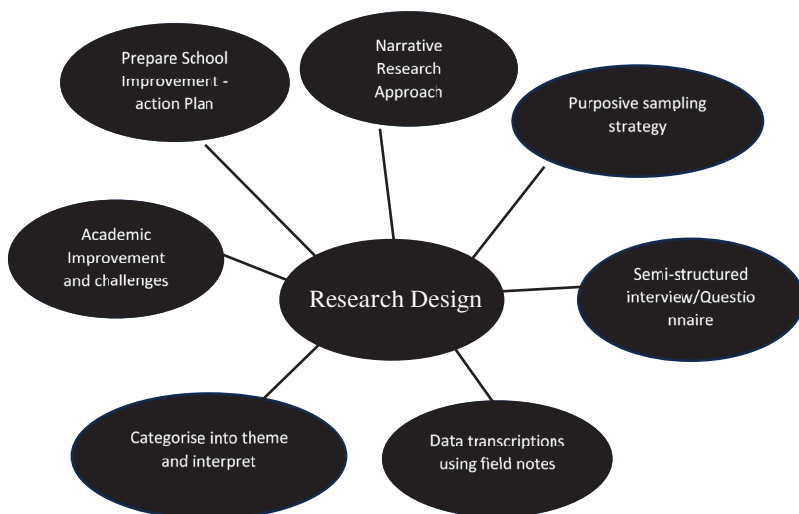 Prepare School
Improvement -
action Plan
Narrative
Research
Approach
Purposive sampling
strategy
Academic
Improvement
and challenges
Research Design
Semi-structured
interview/Questio
nnaire
Categorise into theme
and interpret
Data transcriptions
using field notes